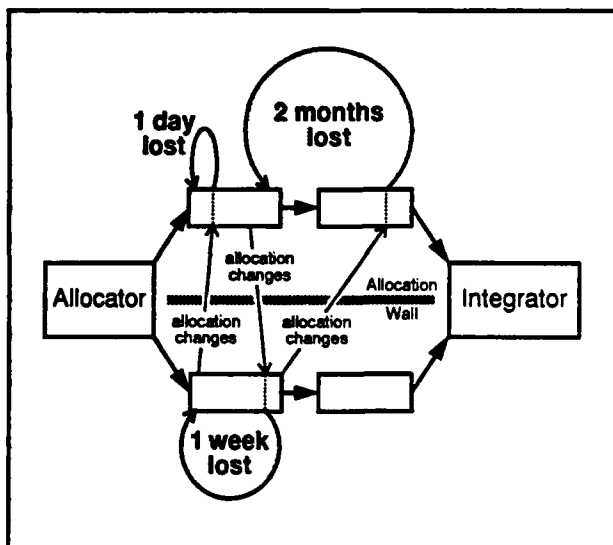 1 day
lost
2 months
lost
allocation
changes
Allocator
Allocation
Wall
Integrator
allocation
changes
allocation
changes
1 week
lost